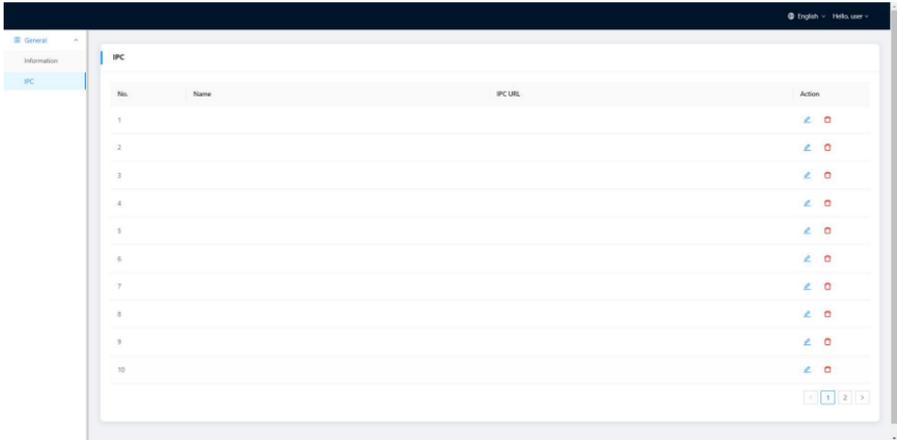 English Hello, user
General
Information
IPC
IPC
No. Name IPC URL Action
1
2
3
4
5
6
7
8
9
10
< 1 2 >